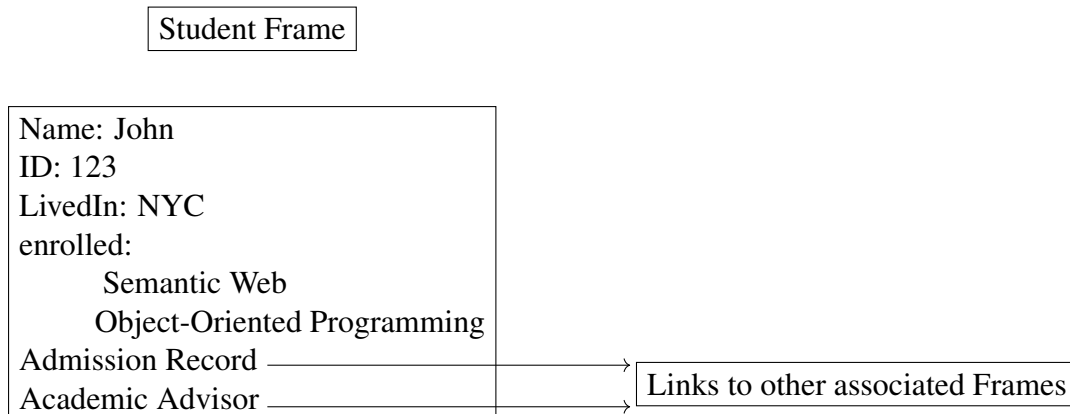 Student Frame
Name: John
ID: 123
LivedIn: NYC
enrolled:
Semantic Web
Object-Oriented Programming
Admission Record
Academic Advisor
Links to other associated Frames